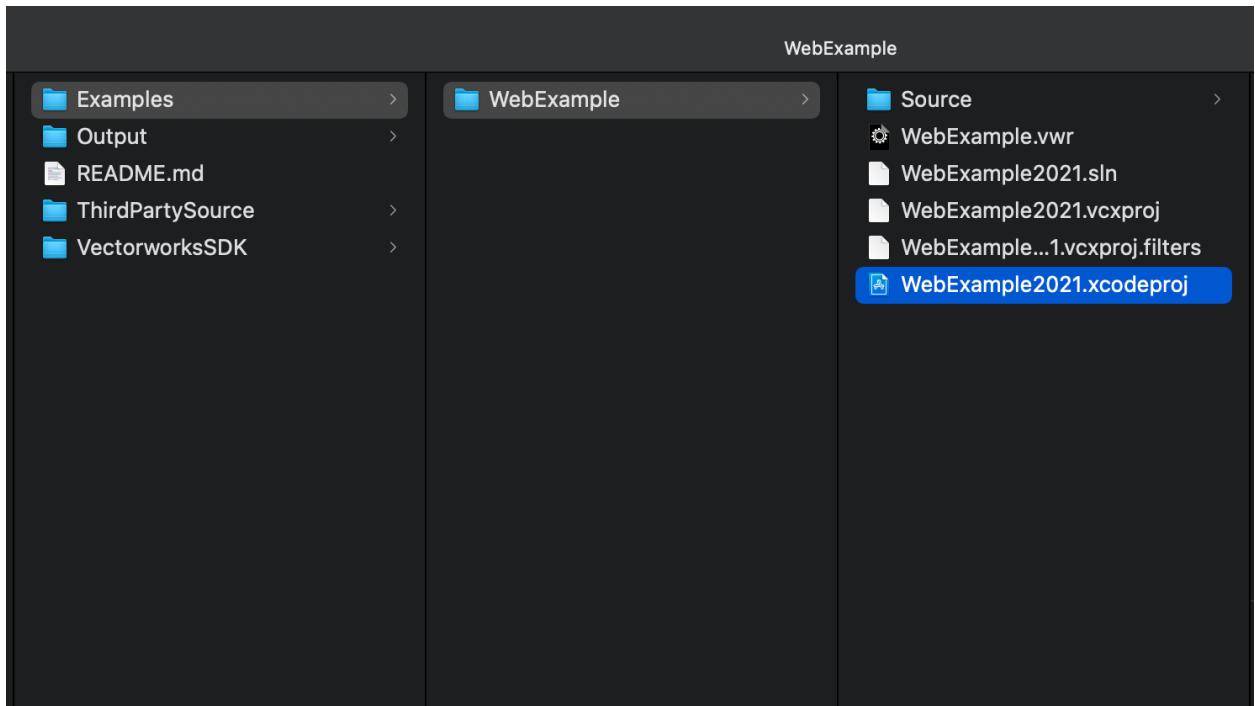 WebExample
Examples
Output
README.md
ThirdPartySource
VectorworksSDK
WebExample
Source
WebExample.vwr
WebExample2021.sln
WebExample2021.vcxproj
WebExample...1.vcxproj.filters
WebExample2021.xcodeproj